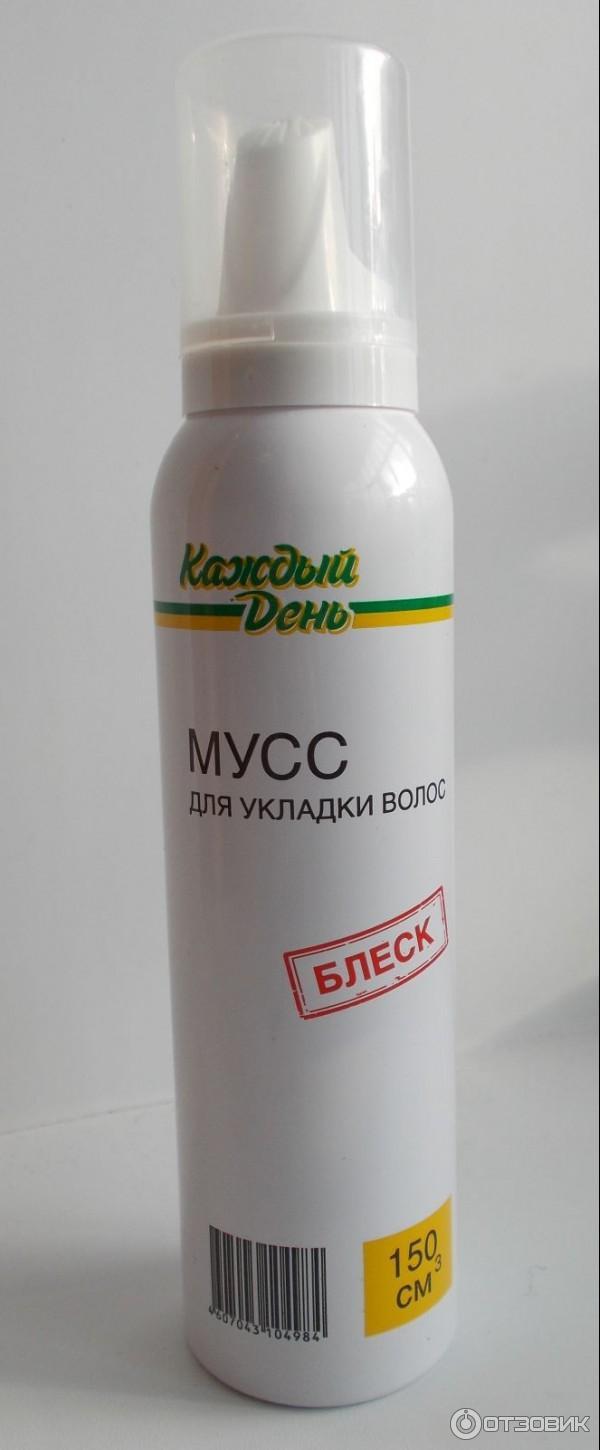 Каждый
День
МУСС
ДЛЯ УКЛАДКИ ВОЛОС
БЛЕСК
150
СМ³
4607043104984
ОТЗОВИК